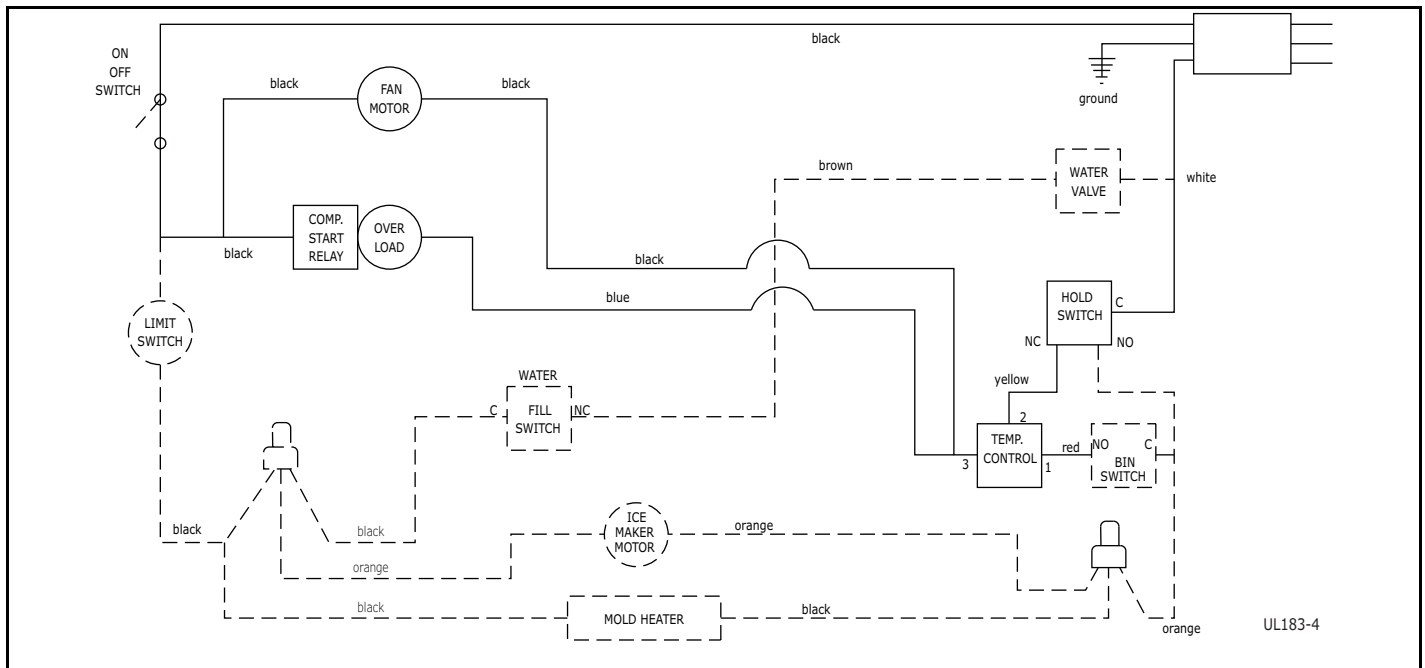 black
ON
OFF
SWITCH
black
FAN
MOTOR
black
ground
brown
WATER
VALVE
white
COMP.
START
RELAY
OVER
LOAD
black
black
blue
HOLD
SWITCH
C
NC
NO
LIMIT
SWITCH
yellow
WATER
C
FILL
SWITCH
NC
2
TEMP.
CONTROL
3
1
red
NO
C
BIN
SWITCH
black
black
ICE
MAKER
MOTOR
orange
orange
black
MOLD HEATER
black
orange
UL183-4